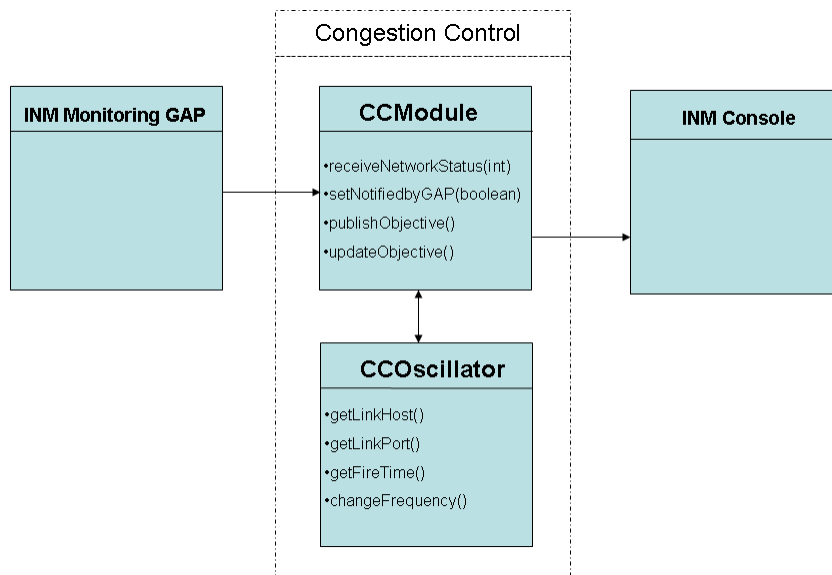 Congestion Control
INM Monitoring GAP
CCModule
•receiveNetworkStatus(int)
•setNotifiedbyGAP(boolean)
•publishObjective()
•updateObjective()
INM Console
CCOscillator
•getLinkHost()
•getLinkPort()
•getFireTime()
•changeFrequency()